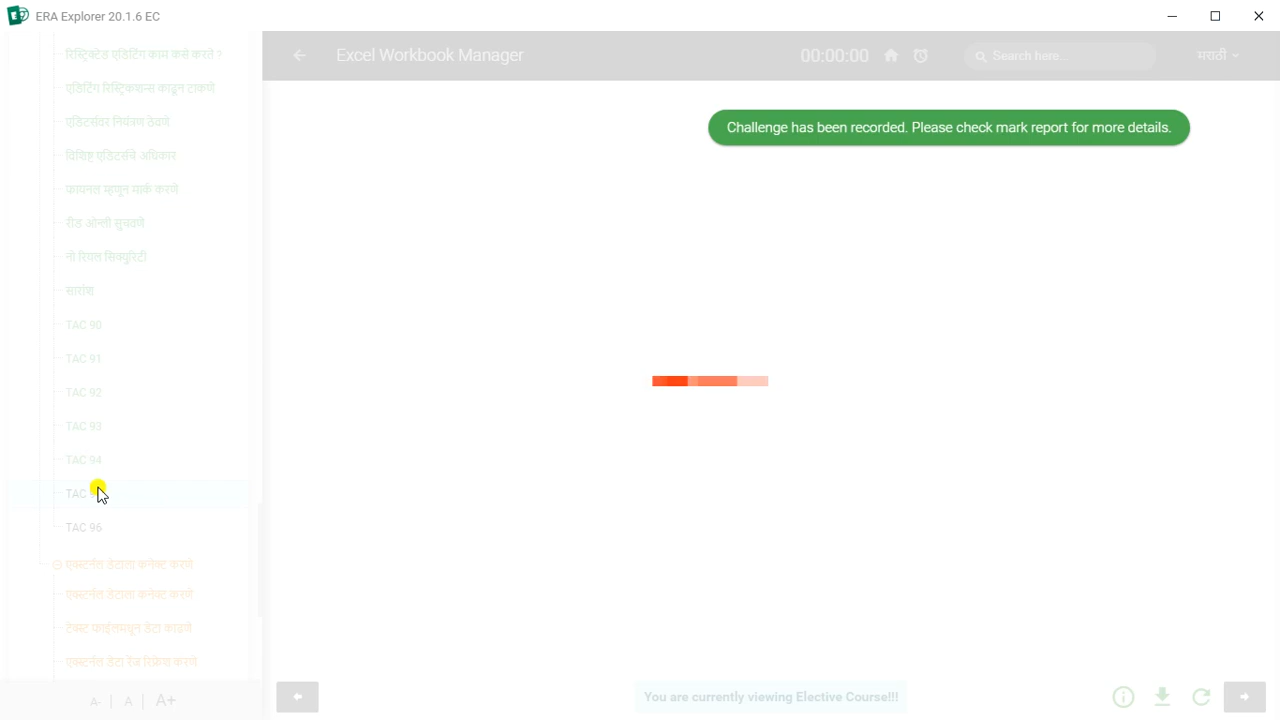 ERA Explorer 20.1.6 EC
रिस्ट्रिक्टेड एडिटिंग काम कसे करते ?
एडिटिंग रिस्ट्रिकशन्स काढून टाकणे
एडिटर्सवर नियंत्रण ठेवणे
विशिष्ट एडिटर्सचे अधिकार
फायनल म्हणून मार्क करणे
रीड ओन्ली सुचवणे
नो रियल सिक्युरिटी
सारांश
TAC 90
TAC 91
TAC 92
TAC 93
TAC 94
TAC
TAC 96
एक्स्टर्नल डेटाला कनेक्ट करणे
एक्स्टर्नल डेटाला कनेक्ट करणे
टेक्स्ट फाईलमधून डेटा काढणे
एक्स्टर्नल डेटा रेंज रिफ्रेश करणे
A- | A | A+
Excel Workbook Manager
00:00:00
Search here...
मराठी
Challenge has been recorded. Please check mark report for more details.
You are currently viewing Elective Course!!!